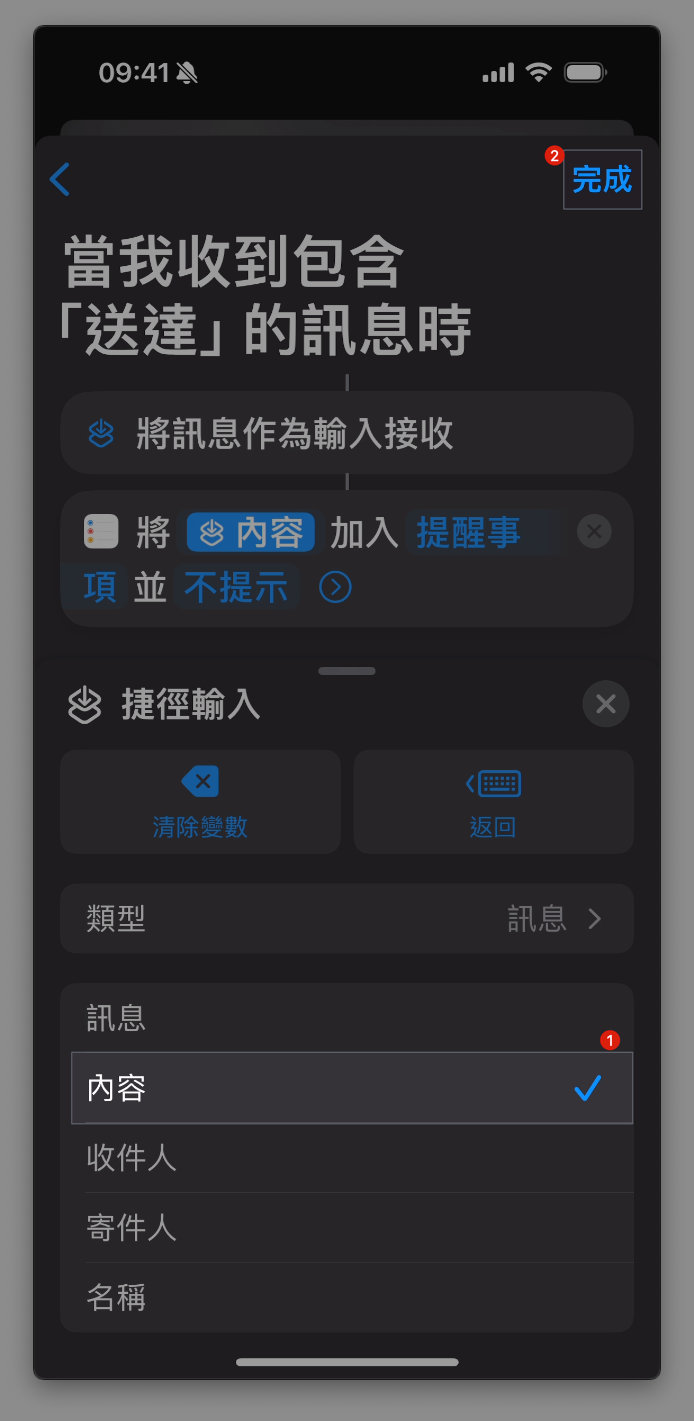 09:41
2
完成
當我收到包含
「送達」的訊息時
將訊息作為輸入接收
將 內容 加入 提醒事
項 並 不提示
捷徑輸入
清除變數
返回
類型 訊息
訊息
1
內容
收件人
寄件人
名稱